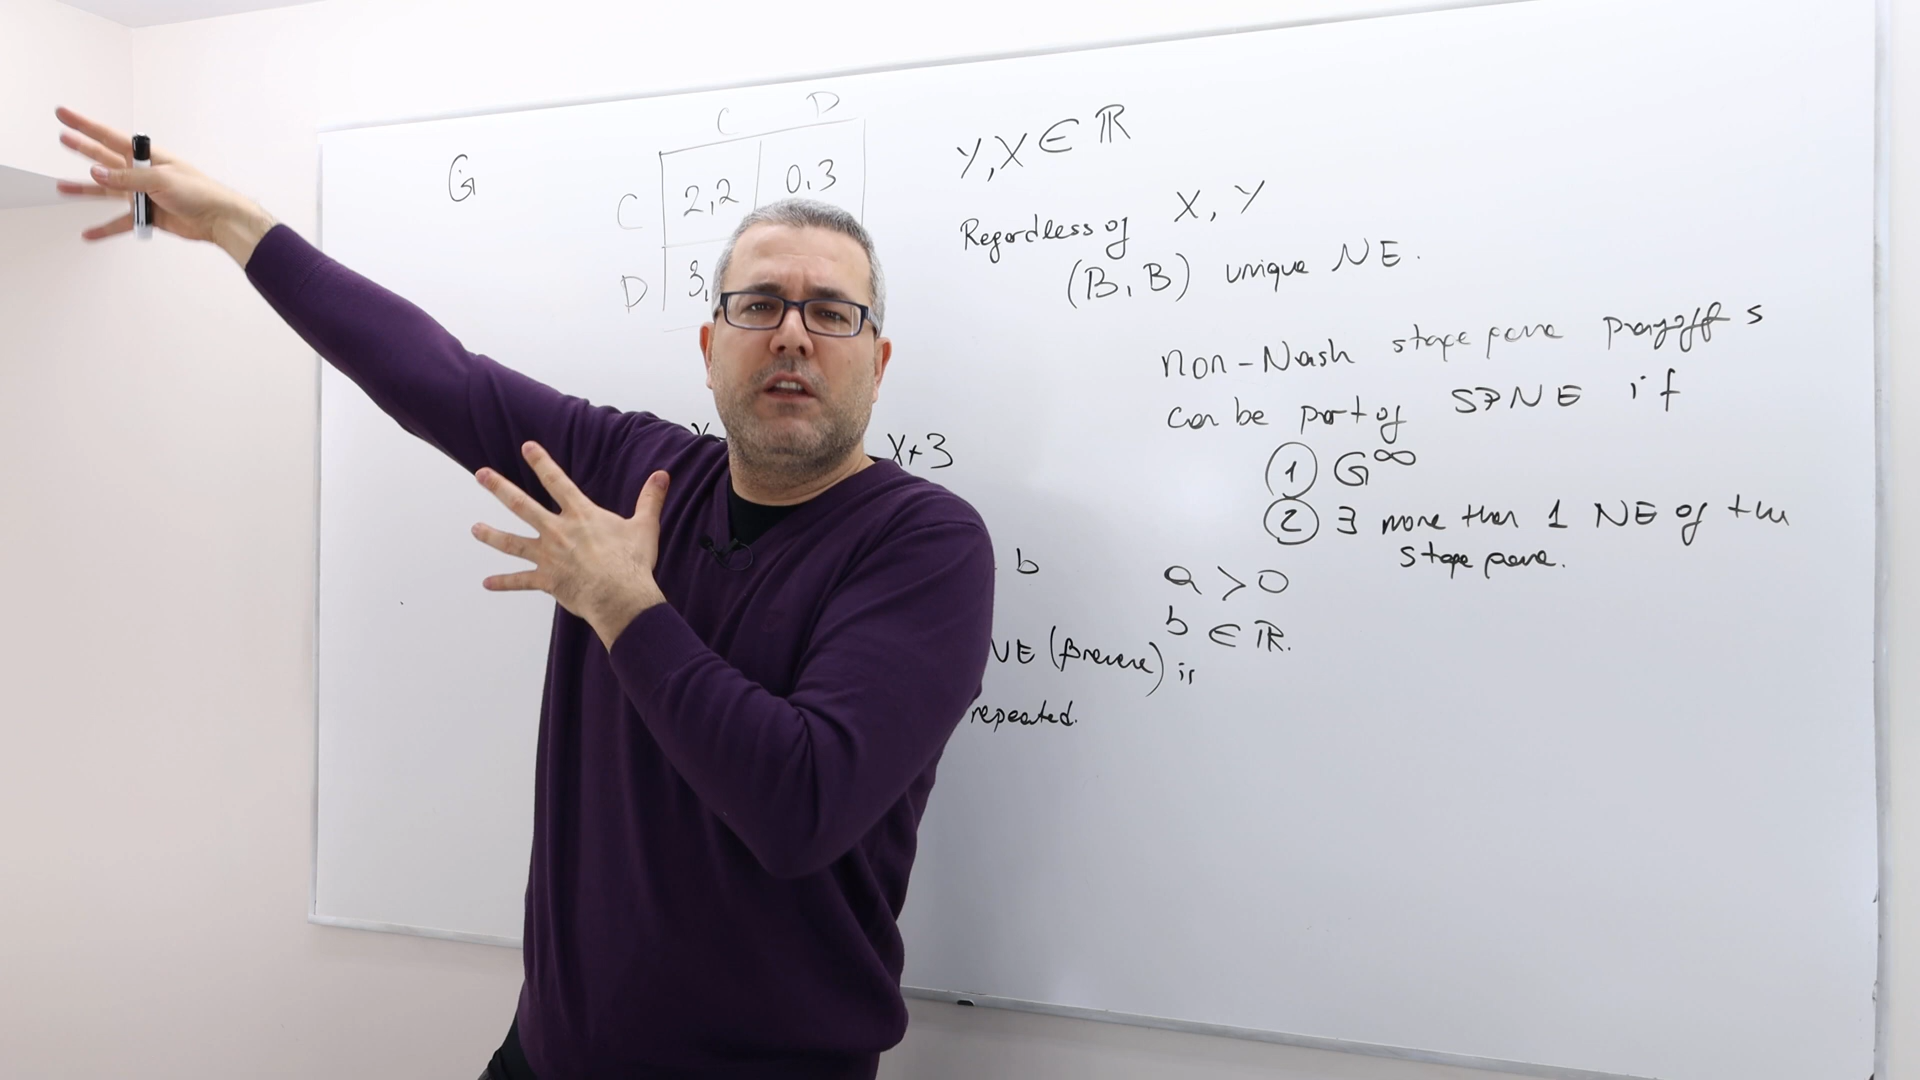 G
C D
C 2,2 0,3
D 3,
X+3
b
NE (βrevere) is
repeated.
Y, X ∈ ℝ
Regardless of X, Y
(B, B) unique NE.
non-Nash stage game payoffs
can be part of SPNE if
① G∞
② ∃ more than 1 NE of the
stage game.
a > 0
b ∈ ℝ.